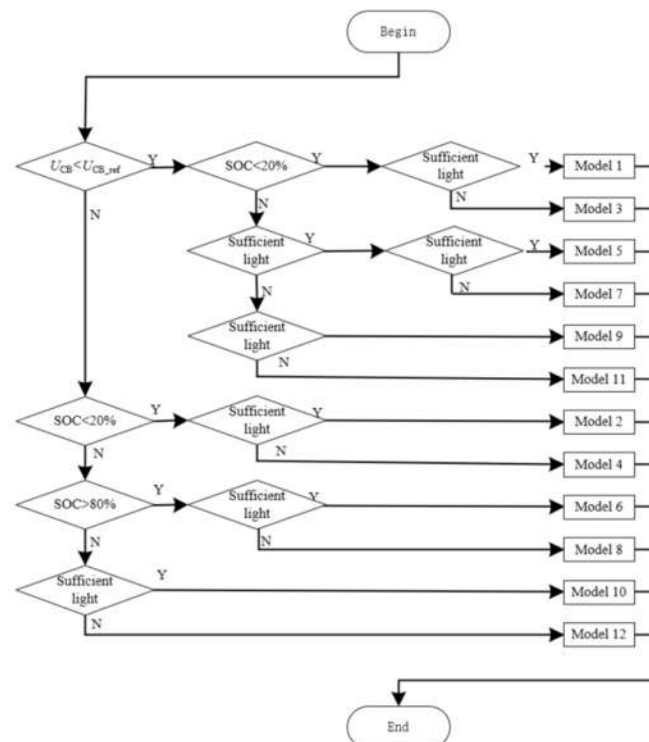 Begin
U_CB<U_CB_ref
Y
SOC<20%
Y
Sufficient
light
Y
Model 1
N
Model 3
N
N
Sufficient
light
Y
Sufficient
light
Y
Model 5
N
Model 7
N
Sufficient
light
Model 9
N
Model 11
SOC<20%
Y
Sufficient
light
Y
Model 2
N
N
Model 4
SOC>80%
Y
Sufficient
light
Y
Model 6
N
N
Model 8
Sufficient
light
Y
Model 10
N
Model 12
End